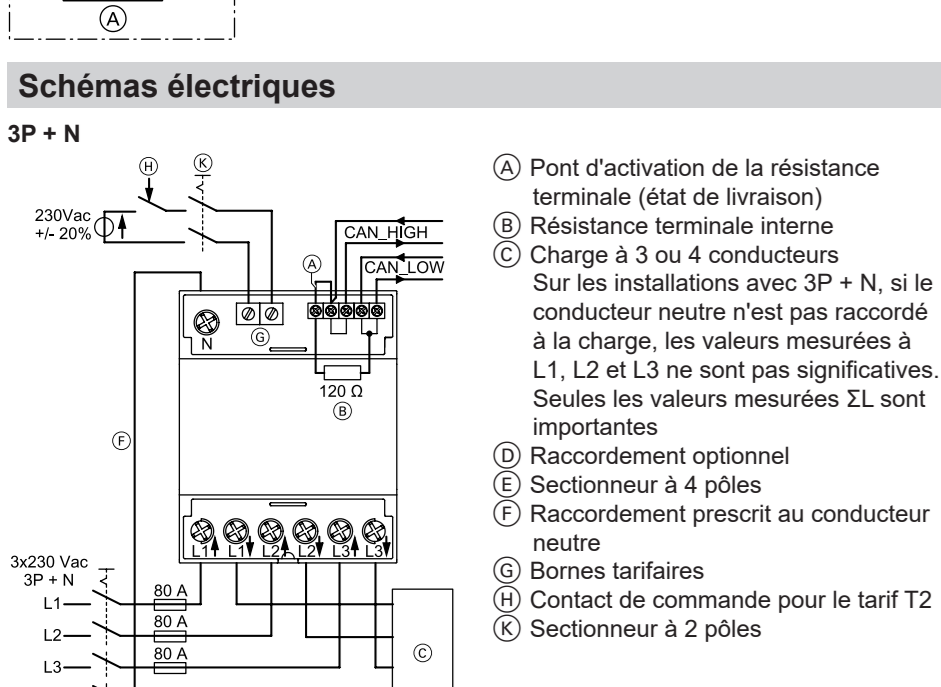 A
Schémas électriques
3P + N
H
K
230Vac
+/- 20%
CAN_HIGH
A
CAN_LOW
N
G
120 Ω
B
F
L1 L1 L2 L2 L3 L3
3x230 Vac
3P + N
L1
80 A
L2
80 A
L3
80 A
C
A Pont d'activation de la résistance
terminale (état de livraison)
B Résistance terminale interne
C Charge à 3 ou 4 conducteurs
Sur les installations avec 3P + N, si le
conducteur neutre n'est pas raccordé
à la charge, les valeurs mesurées à
L1, L2 et L3 ne sont pas significatives.
Seules les valeurs mesurées ΣL sont
importantes
D Raccordement optionnel
E Sectionneur à 4 pôles
F Raccordement prescrit au conducteur
neutre
G Bornes tarifaires
H Contact de commande pour le tarif T2
K Sectionneur à 2 pôles